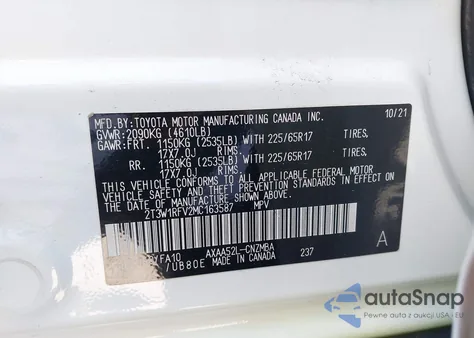 MFD.BY:TOYOTA MOTOR MANUFACTURING CANADA INC. 10/21
GVWR:2090KG (4610LB)
GAWR:FRT. 1150KG (2535LB) WITH 225/65R17 TIRES,
17X7.0J RIMS,
RR. 1150KG (2535LB) WITH 225/65R17 TIRES,
17X7.0J RIMS,
THIS VEHICLE CONFORMS TO ALL APPLICABLE FEDERAL MOTOR
VEHICLE SAFETY AND THEFT PREVENTION STANDARDS IN
EFFECT ON THE DATE OF MANUFACTURE SHOWN ABOVE.
2T3W1RFV2MC163587 MPV
FA10 AXAA52L-CNZMBA
/UB80E MADE IN CANADA 237 A
autoSnap
Pewne auta z aukcji USA - EU